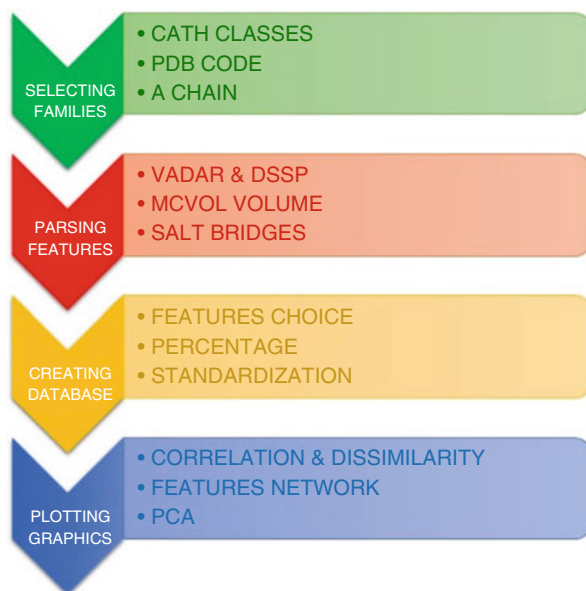 SELECTING
FAMILIES
• CATH CLASSES
• PDB CODE
• A CHAIN
PARSING
FEATURES
• VADAR & DSSP
• MCVOL VOLUME
• SALT BRIDGES
CREATING
DATABASE
• FEATURES CHOICE
• PERCENTAGE
• STANDARDIZATION
PLOTTING
GRAPHICS
• CORRELATION & DISSIMILARITY
• FEATURES NETWORK
• PCA